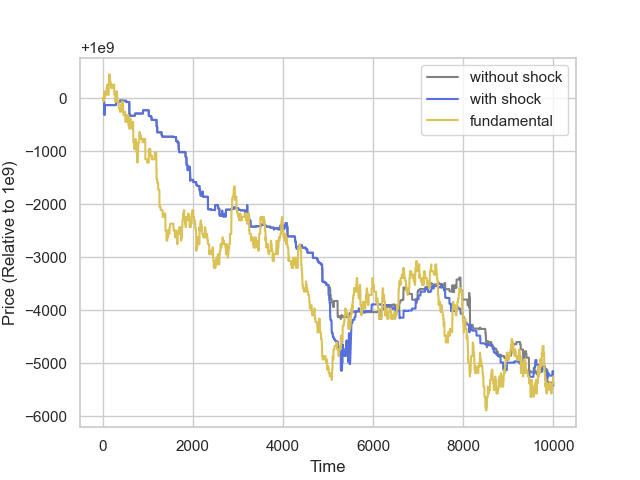 +1e9
without shock
with shock
fundamental
0
−1000
−2000
−3000
−4000
−5000
−6000
Price (Relative to 1e9)
0 2000 4000 6000 8000 10000
Time